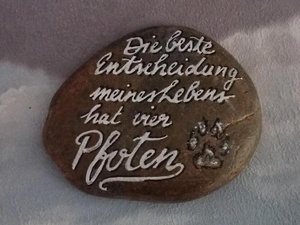 Die beste
Entscheidung
meines Lebens
hat vier
Pfoten